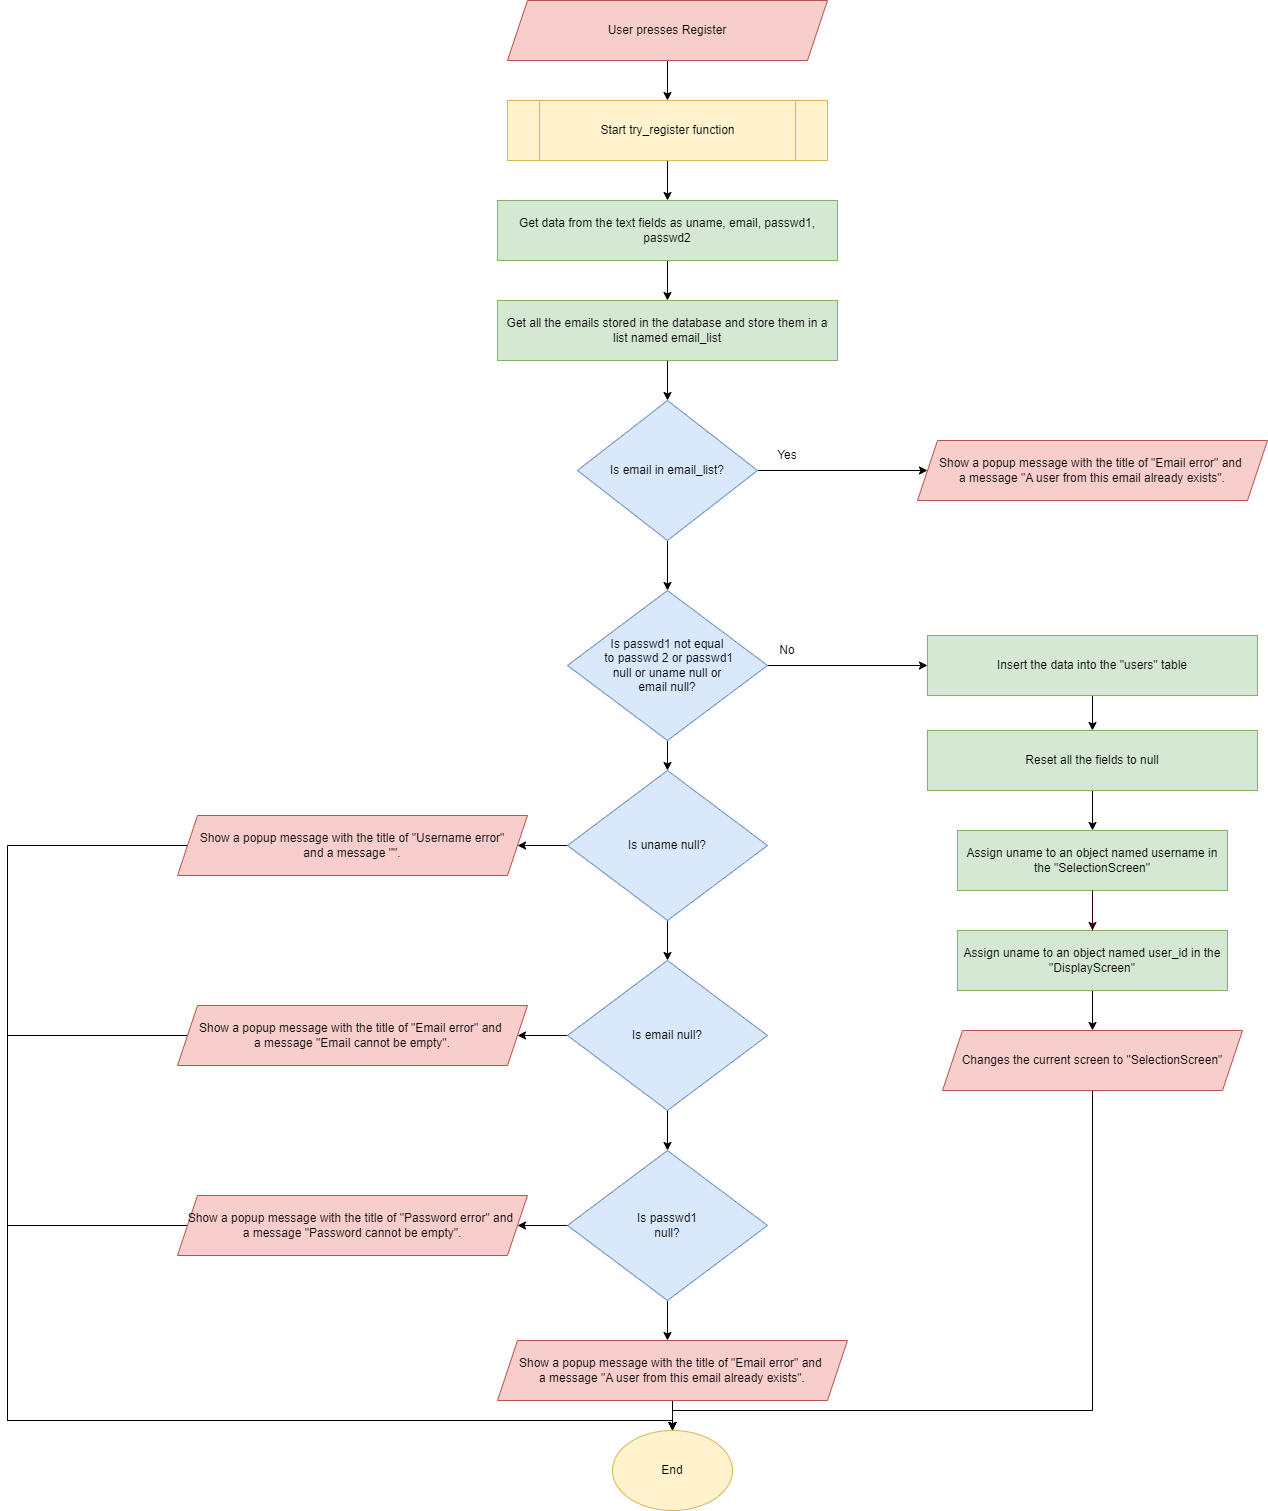 User presses Register
Start try_register function
Get data from the text fields as uname, email, passwd1,
passwd2
Get all the emails stored in the database and store them in a
list named email_list
Is email in email_list?
Yes
Show a popup message with the title of "Email error" and
a message "A user from this email already exists".
Is passwd1 not equal
to passwd 2 or passwd1
null or uname null or
email null?
No
Insert the data into the "users" table
Reset all the fields to null
Is uname null?
Show a popup message with the title of "Username error"
and a message "".
Assign uname to an object named username in
the "SelectionScreen"
Assign uname to an object named user_id in the
"DisplayScreen"
Is email null?
Show a popup message with the title of "Email error" and
a message "Email cannot be empty".
Changes the current screen to "SelectionScreen"
Is passwd1
null?
Show a popup message with the title of "Password error" and
a message "Password cannot be empty".
Show a popup message with the title of "Email error" and
a message "A user from this email already exists".
End